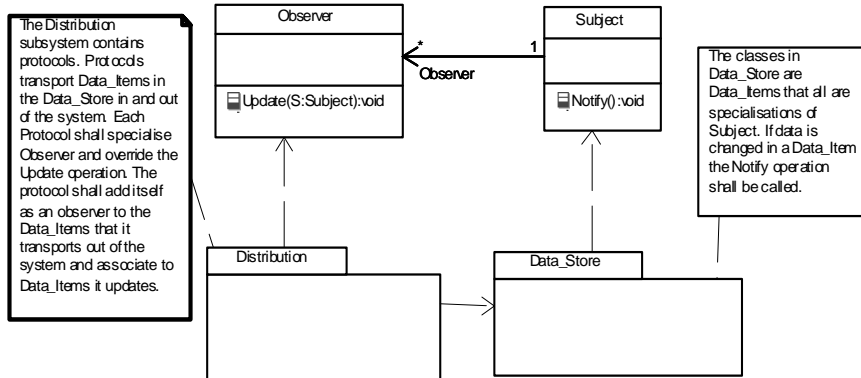 The Distribution
subsystem contains
protocols. Protocols
transport Data_Items in
the Data_Store in and out
of the system. Each
Protocol shall specialise
Observer and override the
Update operation. The
protocol shall add itself
as an observer to the
Data_Items that it
transports out of the
system and associate to
Data_Items it updates.
Observer
Update(S:Subject):void
*
1
Observer
Subject
Notify():void
The classes in
Data_Store are
Data_Items that all are
specialisations of
Subject. If data is
changed in a Data_Item
the Notify operation
shall be called.
Distribution
Data_Store